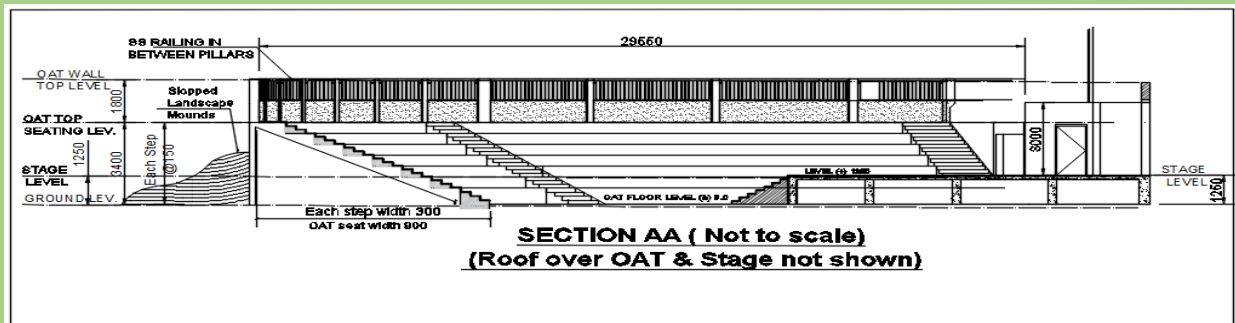 SS RAILING IN
BETWEEN PILLARS
29550
OAT WALL
TOP LEVEL
1800
Slopped
Landscape
Mounds
OAT TOP
SEATING LEV.
1250
3400
Each Step
@150
STAGE
LEVEL
GROUND LEV.
Each step width 300
OAT seat width 900
OAT FLOOR LEVEL
LEVEL
STAGE
LEVEL
1250
SECTION AA ( Not to scale)
(Roof over OAT & Stage not shown)